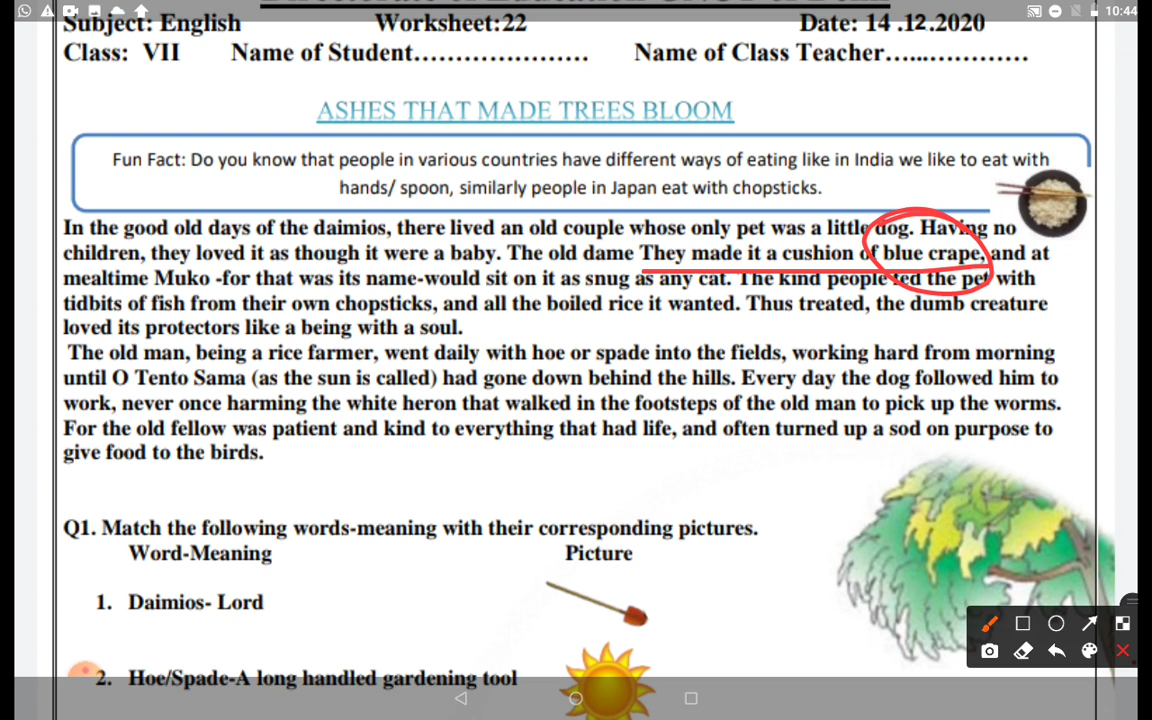 10:44
Subject: English Worksheet:22 Date: 14 .12.2020
Class: VII Name of Student………………… Name of Class Teacher…...…………
ASHES THAT MADE TREES BLOOM
Fun Fact: Do you know that people in various countries have different ways of eating like in India we like to eat with
hands/ spoon, similarly people in Japan eat with chopsticks.
In the good old days of the daimios, there lived an old couple whose only pet was a little dog. Having no
children, they loved it as though it were a baby. The old dame They made it a cushion of blue crape, and at
mealtime Muko -for that was its name-would sit on it as snug as any cat. The kind people fed the pet with
tidbits of fish from their own chopsticks, and all the boiled rice it wanted. Thus treated, the dumb creature
loved its protectors like a being with a soul.
The old man, being a rice farmer, went daily with hoe or spade into the fields, working hard from morning
until O Tento Sama (as the sun is called) had gone down behind the hills. Every day the dog followed him to
work, never once harming the white heron that walked in the footsteps of the old man to pick up the worms.
For the old fellow was patient and kind to everything that had life, and often turned up a sod on purpose to
give food to the birds.
Q1. Match the following words-meaning with their corresponding pictures.
Word-Meaning Picture
1. Daimios- Lord
2. Hoe/Spade-A long handled gardening tool